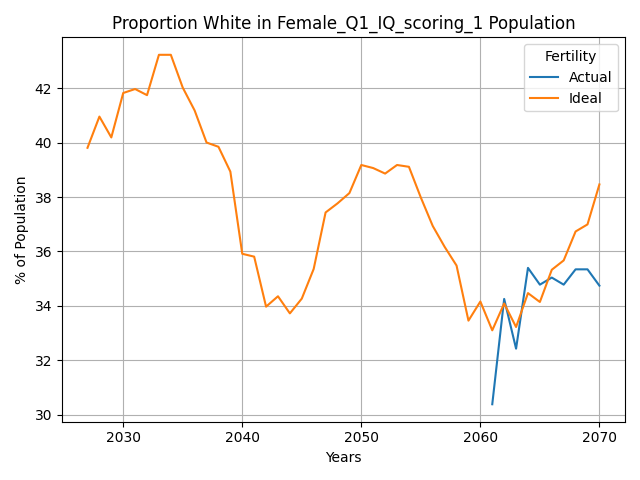 Proportion White in Female_Q1_IQ_scoring_1 Population
Fertility
Actual
Ideal
% of Population
42
40
38
36
34
32
30
2030
2040
2050
2060
2070
Years